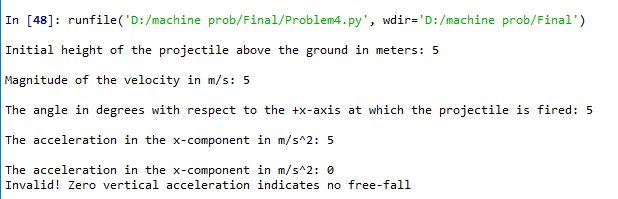 In [48]: runfile('D:/machine prob/Final/Problem4.py', wdir='D:/machine prob/Final')
Initial height of the projectile above the ground in meters: 5
Magnitude of the velocity in m/s: 5
The angle in degrees with respect to the +x-axis at which the projectile is fired: 5
The acceleration in the x-component in m/s^2: 5
The acceleration in the x-component in m/s^2: 0
Invalid! Zero vertical acceleration indicates no free-fall